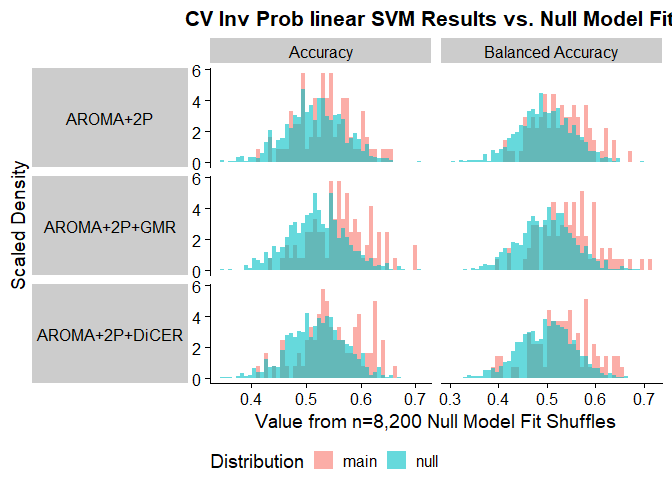 CV Inv Prob linear SVM Results vs. Null Model Fit
Accuracy
Balanced Accuracy
Scaled Density
AROMA+2P
6
4
2
0
AROMA+2P+GMR
6
4
2
0
AROMA+2P+DiCER
6
4
2
0
0.4 0.5 0.6 0.7
0.3 0.4 0.5 0.6 0.7
Value from n=8,200 Null Model Fit Shuffles
Distribution main null